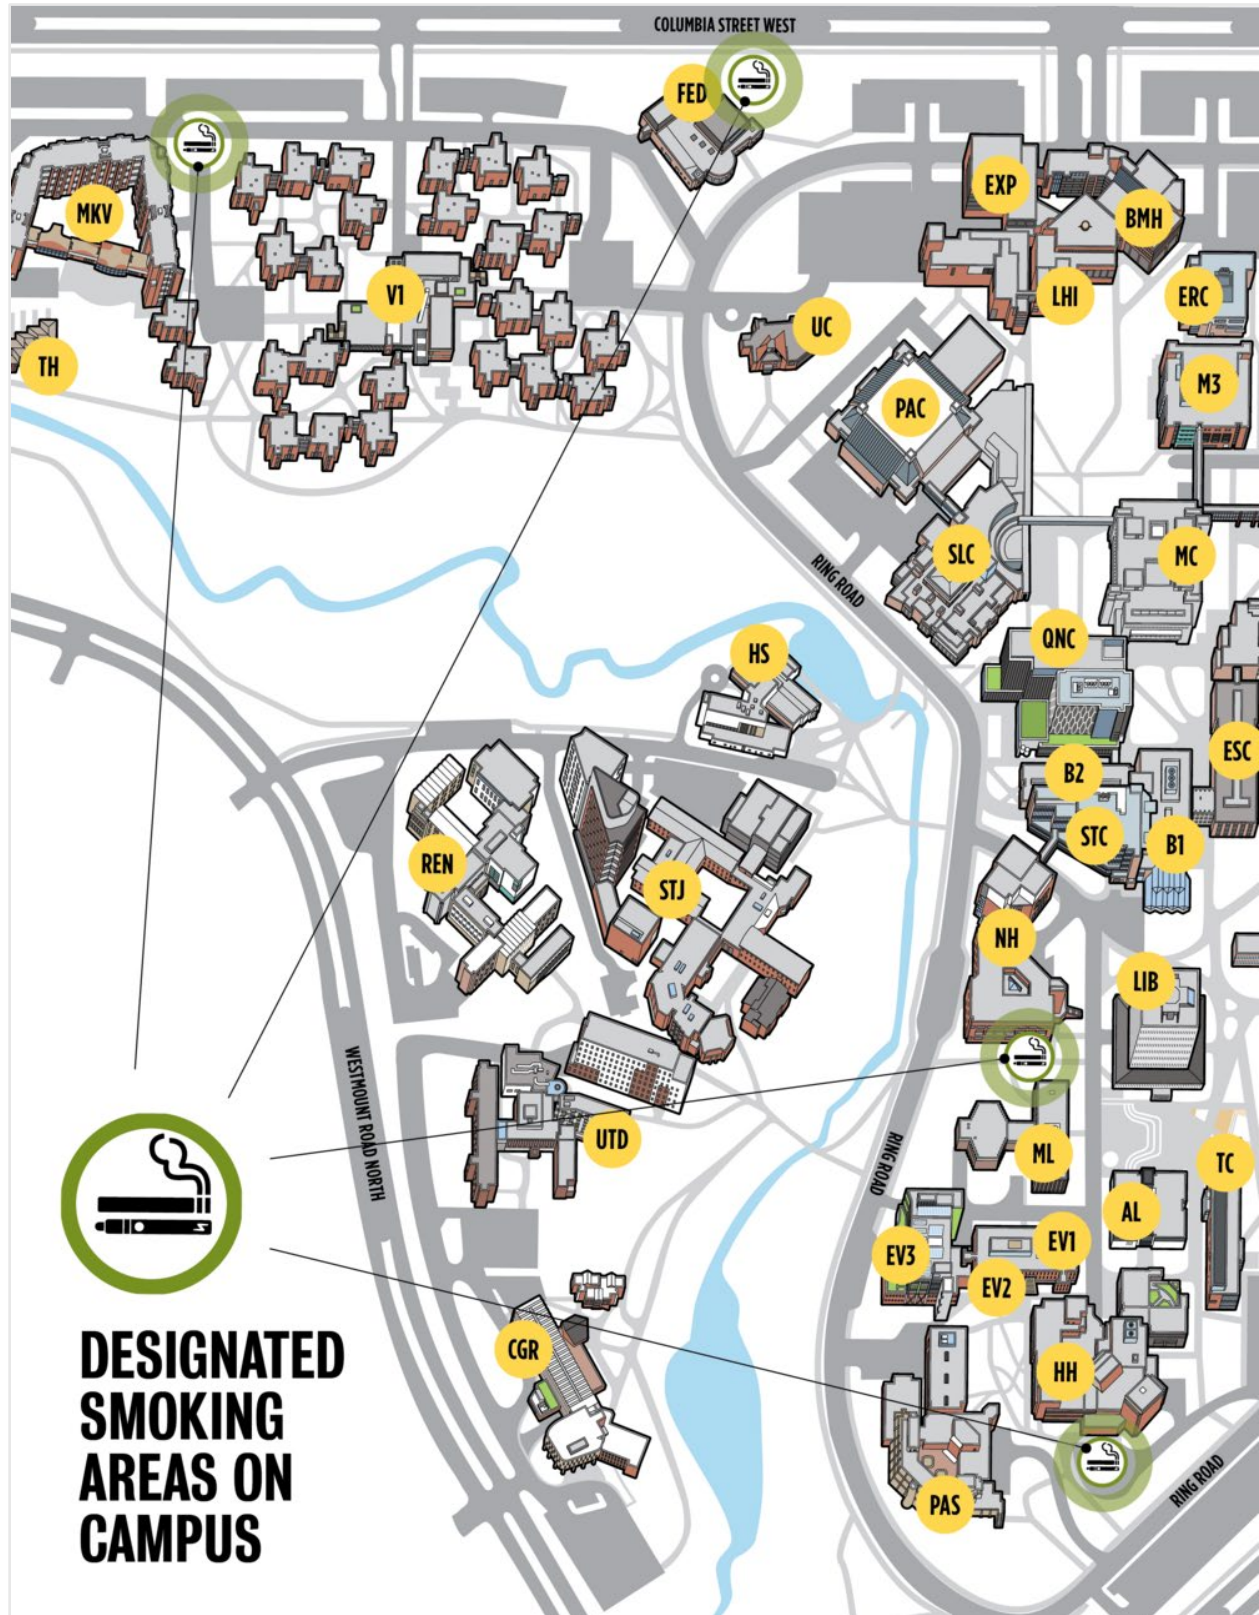 COLUMBIA STREET WEST
FED
MKV
EXP
BMH
V1
LHI
ERC
UC
TH
M3
PAC
SLC
MC
RING ROAD
QNC
HS
ESC
B2
STC
B1
REN
STJ
NH
LIB
WESTMOUNT ROAD NORTH
UTD
ML
TC
RING ROAD
AL
EV3
EV1
EV2
CGR
HH
PAS
RING ROAD
DESIGNATED
SMOKING
AREAS ON
CAMPUS